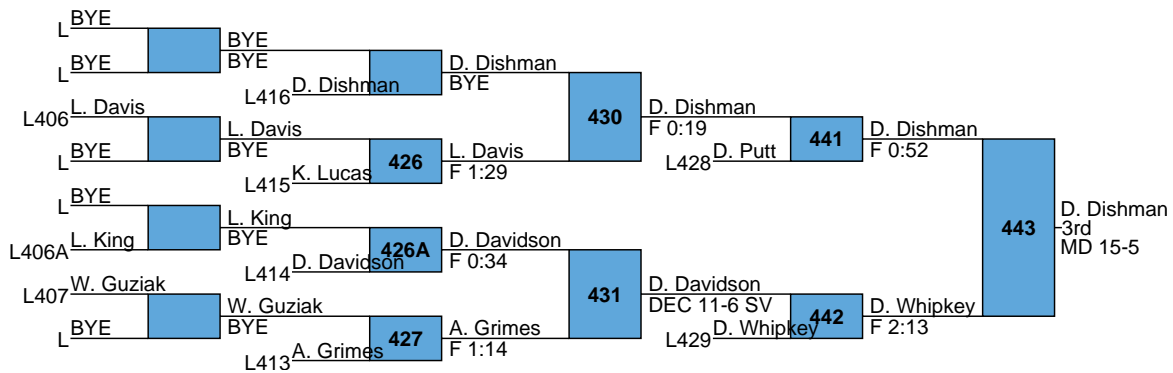 BYE
L
BYE
BYE
BYE
L
D. Dishman
L416
D. Dishman
BYE
L. Davis
L406
L. Davis
BYE
BYE
L
426
K. Lucas
L415
L. Davis
F 1:29
430
D. Dishman
F 0:19
D. Putt
L428
441
D. Dishman
F 0:52
BYE
L
L. King
BYE
L. King
L406A
426A
D. Davidson
L414
D. Davidson
F 0:34
W. Guziak
L407
W. Guziak
BYE
BYE
L
427
A. Grimes
L413
A. Grimes
F 1:14
431
D. Davidson
DEC 11-6 SV
D. Whipkey
L429
442
D. Whipkey
F 2:13
443
D. Dishman
3rd
MD 15-5